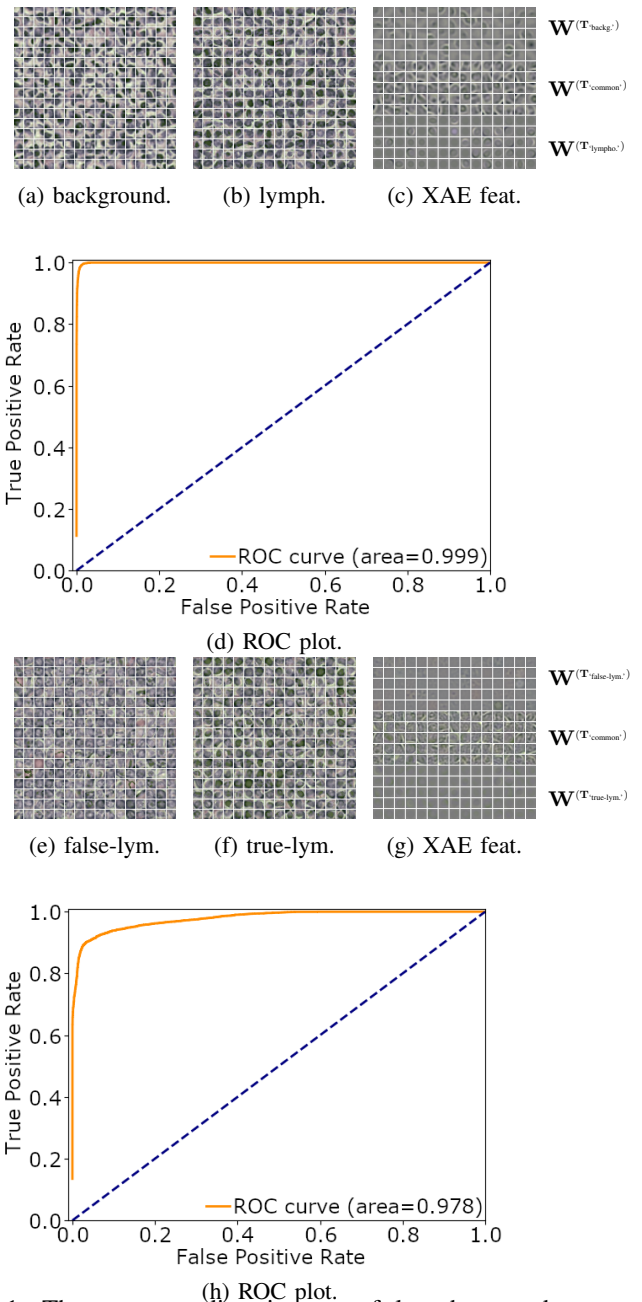 W(T'backg.')
W(T'common')
W(T'lympho.')
(a) background. (b) lymph. (c) XAE feat.
1.0
0.8
0.6
0.4
0.2
0.0
True Positive Rate
ROC curve (area=0.999)
0.0 0.2 0.4 0.6 0.8 1.0
False Positive Rate
(d) ROC plot.
W(T'false-lym.')
W(T'common')
W(T'true-lym.')
(e) false-lym. (f) true-lym. (g) XAE feat.
1.0
0.8
0.6
0.4
0.2
0.0
True Positive Rate
ROC curve (area=0.978)
0.0 0.2 0.4 0.6 0.8 1.0
False Positive Rate
(h) ROC plot.